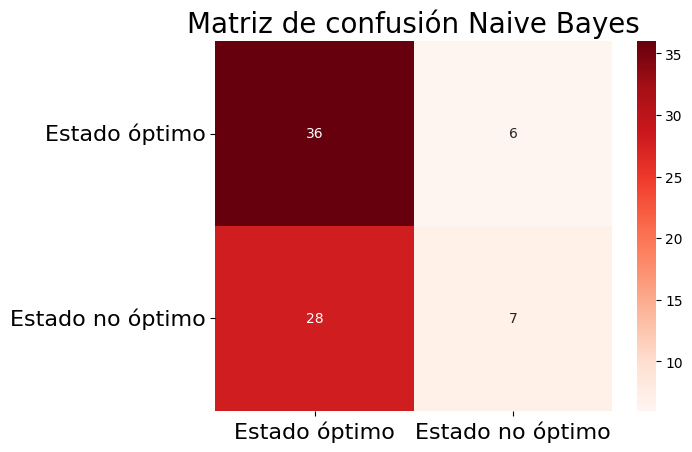 Matriz de confusión Naive Bayes
Estado óptimo
36
6
Estado no óptimo
28
7
Estado óptimo
Estado no óptimo
35
30
25
20
15
10